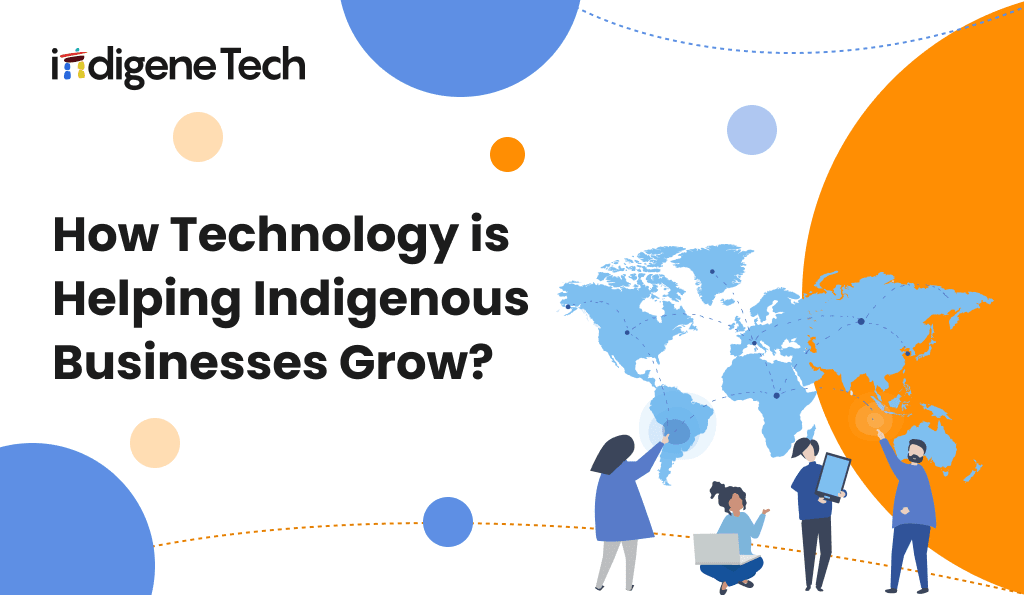 indigene Tech
How Technology is
Helping Indigenous
Businesses Grow?